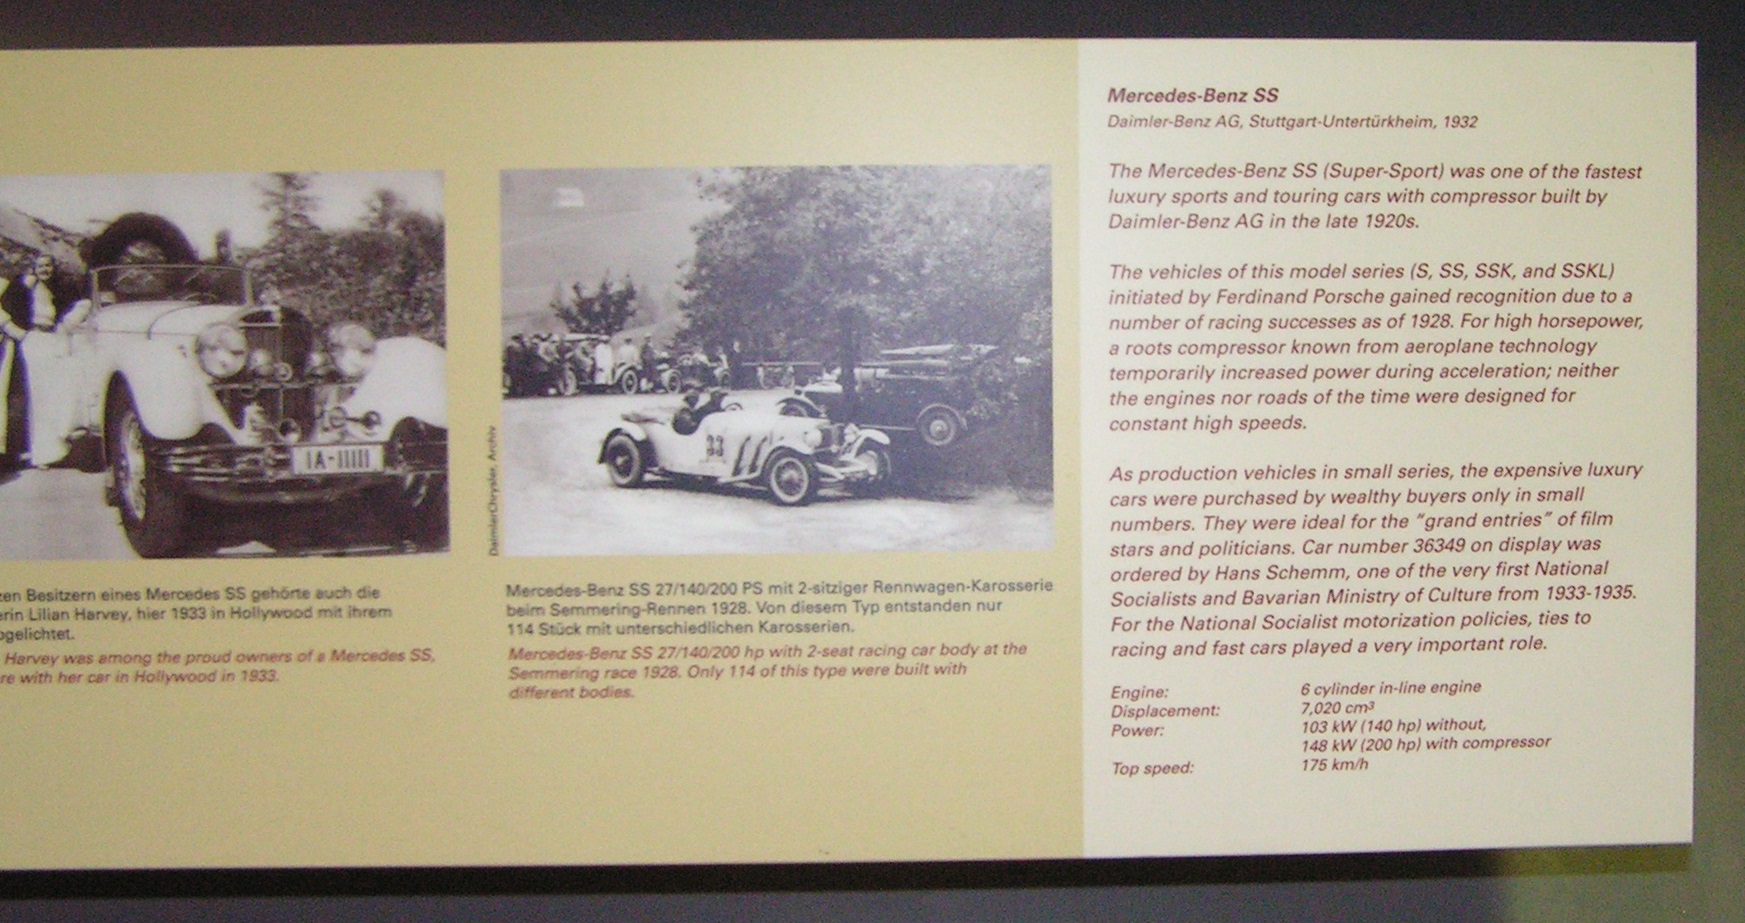 IA-11111
zen Besitzern eines Mercedes SS gehörte auch die
erin Lilian Harvey, hier 1933 in Hollywood mit ihrem
bgelichtet.
Harvey was among the proud owners of a Mercedes SS,
re with her car in Hollywood in 1933.
DaimlerChrysler, Archiv
33
Mercedes-Benz SS 27/140/200 PS mit 2-sitziger Rennwagen-Karosserie
beim Semmering-Rennen 1928. Von diesem Typ entstanden nur
114 Stück mit unterschiedlichen Karosserien.
Mercedes-Benz SS 27/140/200 hp with 2-seat racing car body at the
Semmering race 1928. Only 114 of this type were built with
different bodies.
Mercedes-Benz SS
Daimler-Benz AG, Stuttgart-Untertürkheim, 1932
The Mercedes-Benz SS (Super-Sport) was one of the fastest
luxury sports and touring cars with compressor built by
Daimler-Benz AG in the late 1920s.
The vehicles of this model series (S, SS, SSK, and SSKL)
initiated by Ferdinand Porsche gained recognition due to a
number of racing successes as of 1928. For high horsepower,
a roots compressor known from aeroplane technology
temporarily increased power during acceleration; neither
the engines nor roads of the time were designed for
constant high speeds.
As production vehicles in small series, the expensive luxury
cars were purchased by wealthy buyers only in small
numbers. They were ideal for the "grand entries" of film
stars and politicians. Car number 36349 on display was
ordered by Hans Schemm, one of the very first National
Socialists and Bavarian Ministry of Culture from 1933-1935.
For the National Socialist motorization policies, ties to
racing and fast cars played a very important role.
Engine: 6 cylinder in-line engine
Displacement: 7,020 cm³
Power: 103 kW (140 hp) without,
148 kW (200 hp) with compressor
Top speed: 175 km/h